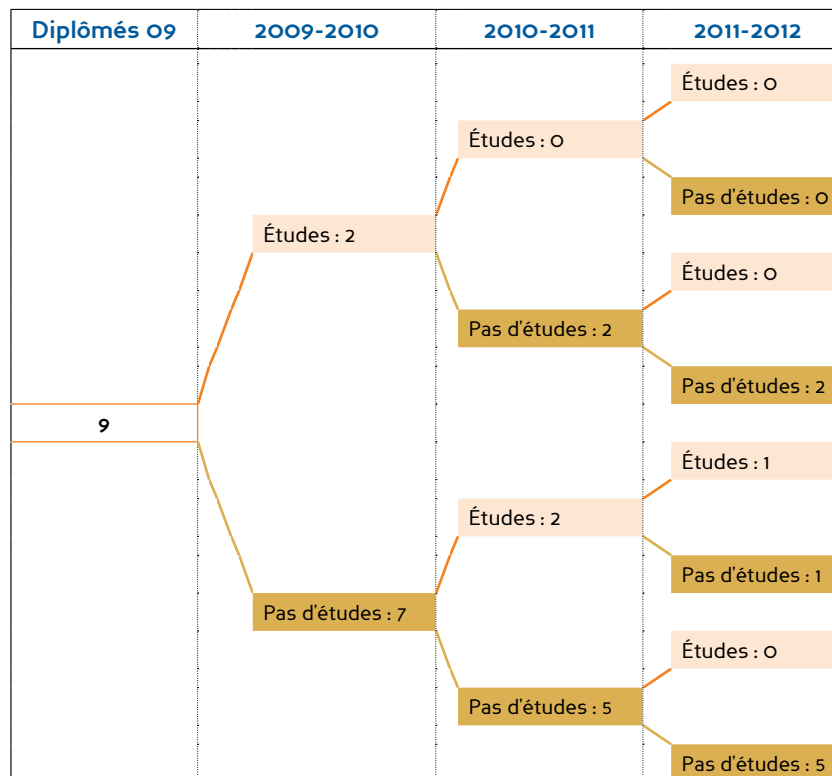 Diplômés 09 2009-2010 2010-2011 2011-2012
Études : 0
Études : 0
Pas d'études : 0
Études : 2
Études : 0
Pas d'études : 2
Pas d'études : 2
9
Études : 1
Études : 2
Pas d'études : 1
Pas d'études : 7
Études : 0
Pas d'études : 5
Pas d'études : 5